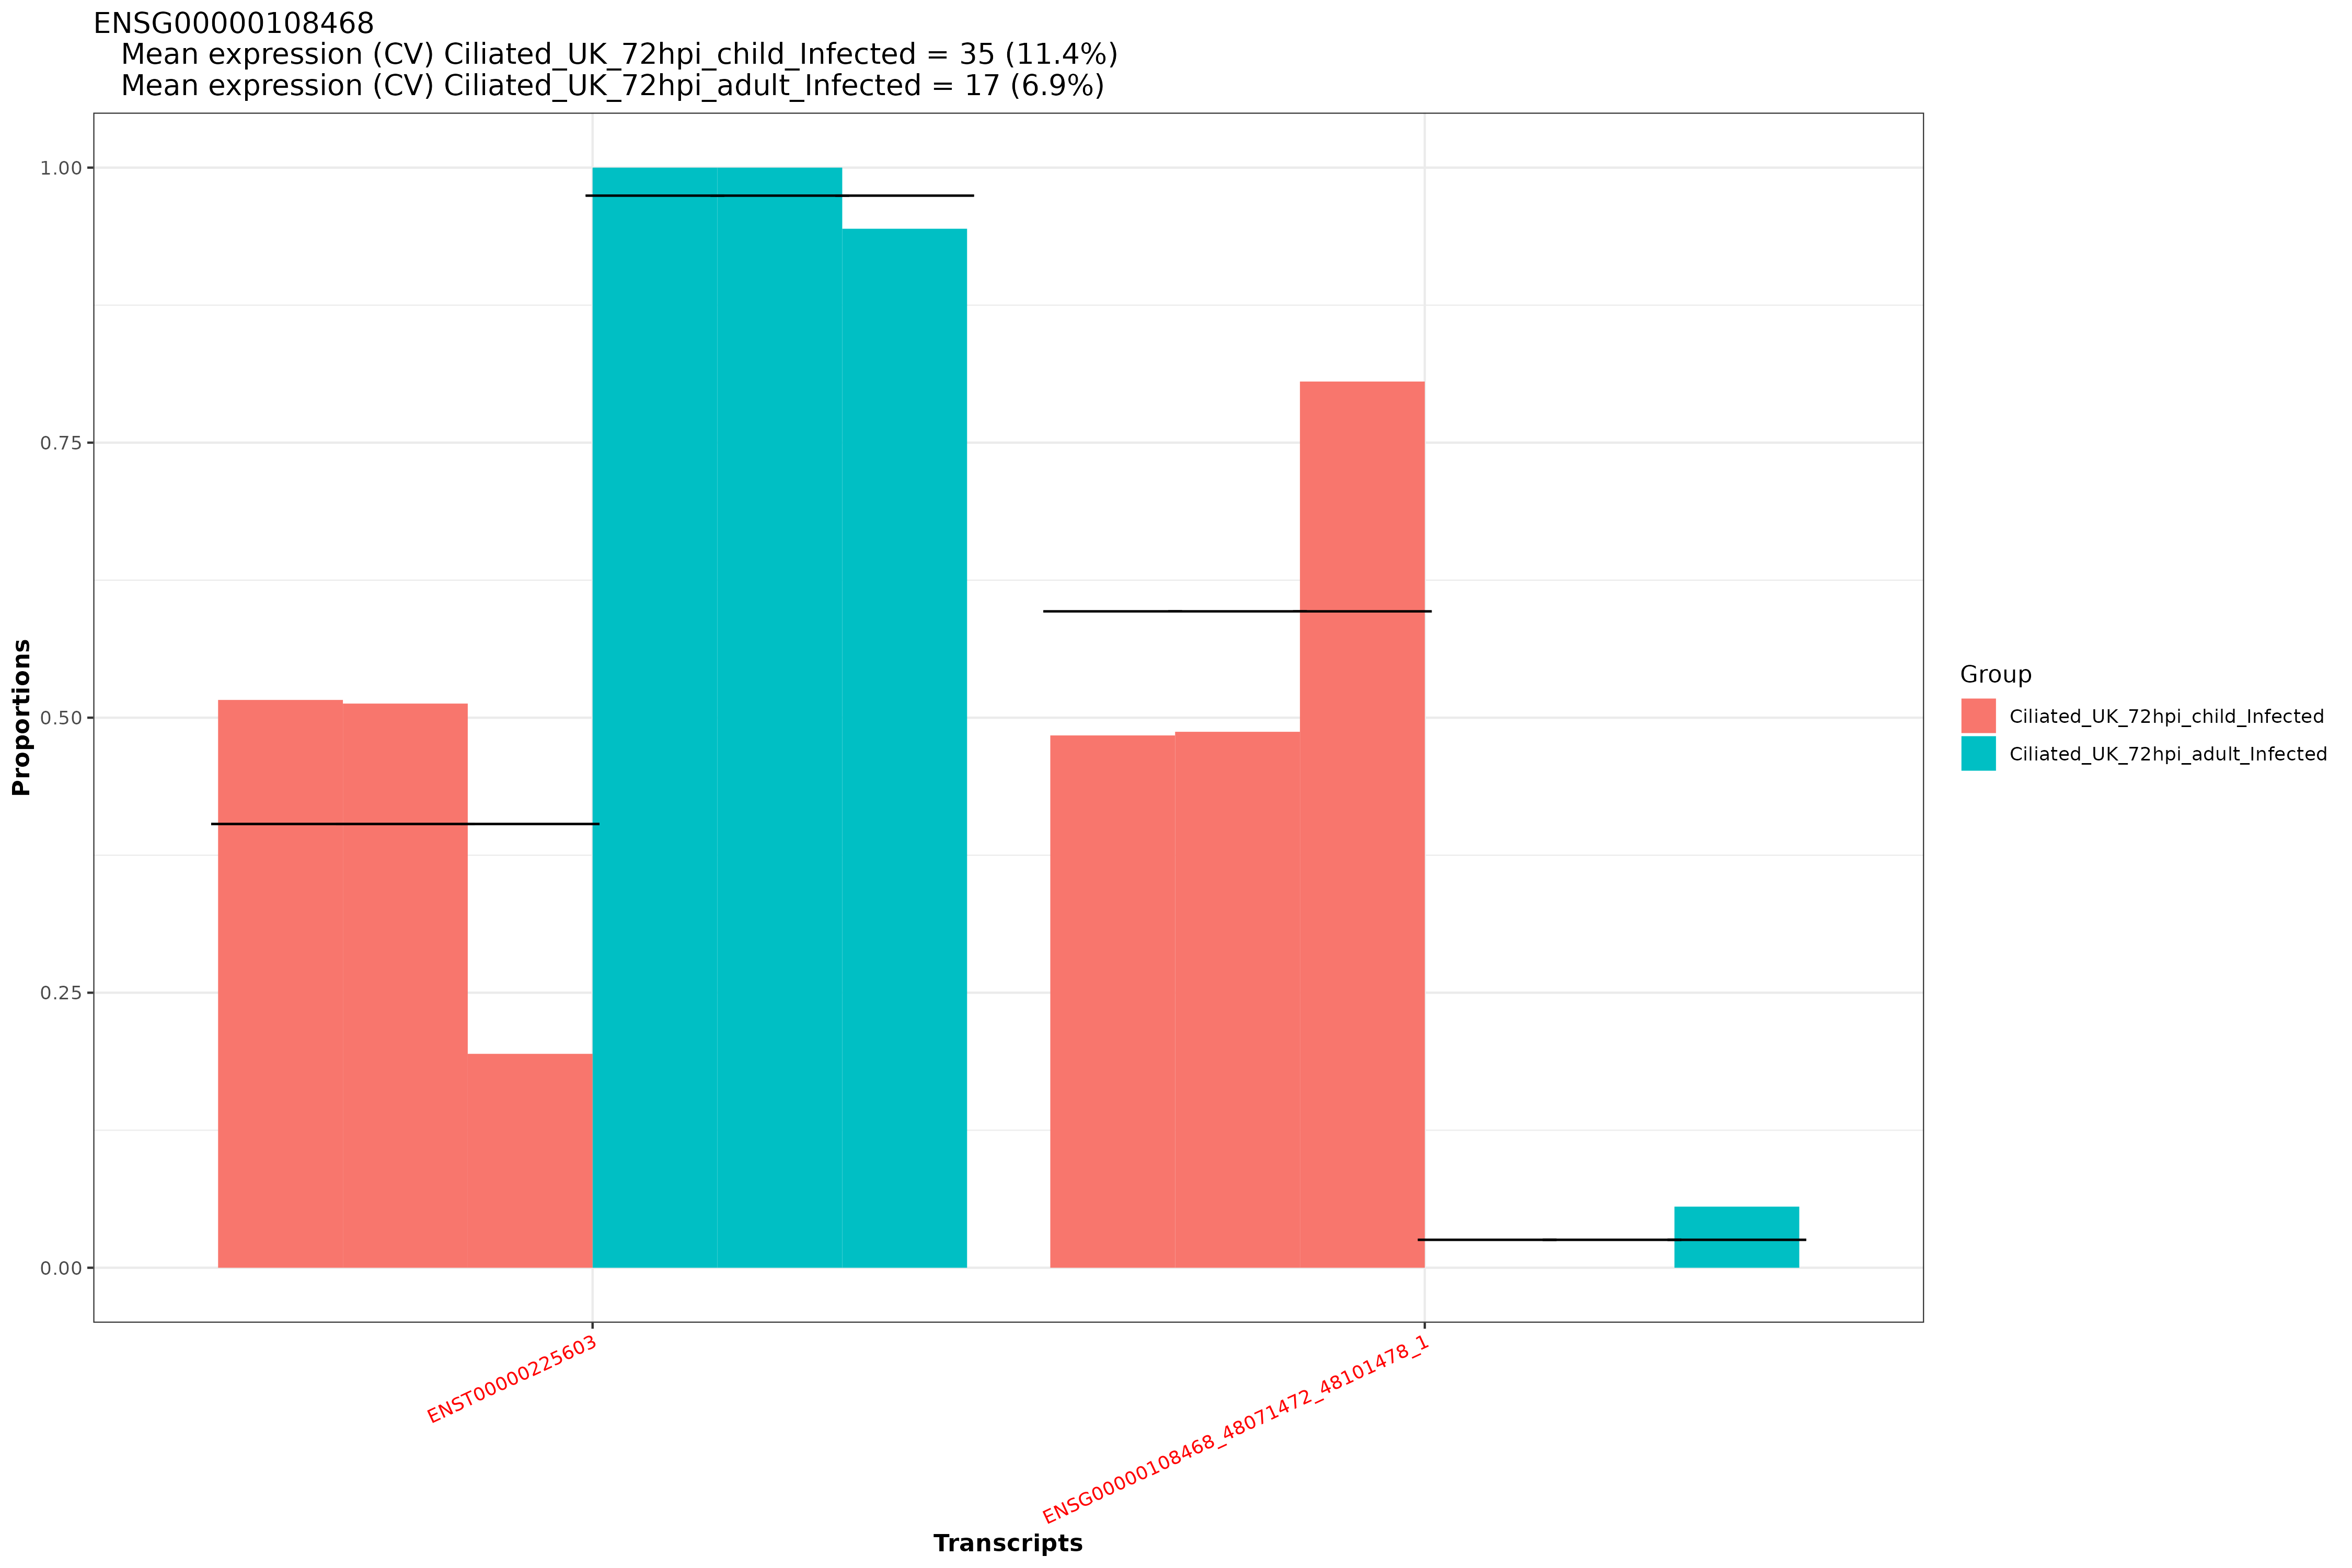 ENSG00000108468
Mean expression (CV) Ciliated_UK_72hpi_child_Infected = 35 (11.4%)
Mean expression (CV) Ciliated_UK_72hpi_adult_Infected = 17 (6.9%)
1.00
0.75
0.50
0.25
0.00
Proportions
ENST00000225603
ENSG00000108468_48071472_48101478_1
Transcripts
Group
Ciliated_UK_72hpi_child_Infected
Ciliated_UK_72hpi_adult_Infected